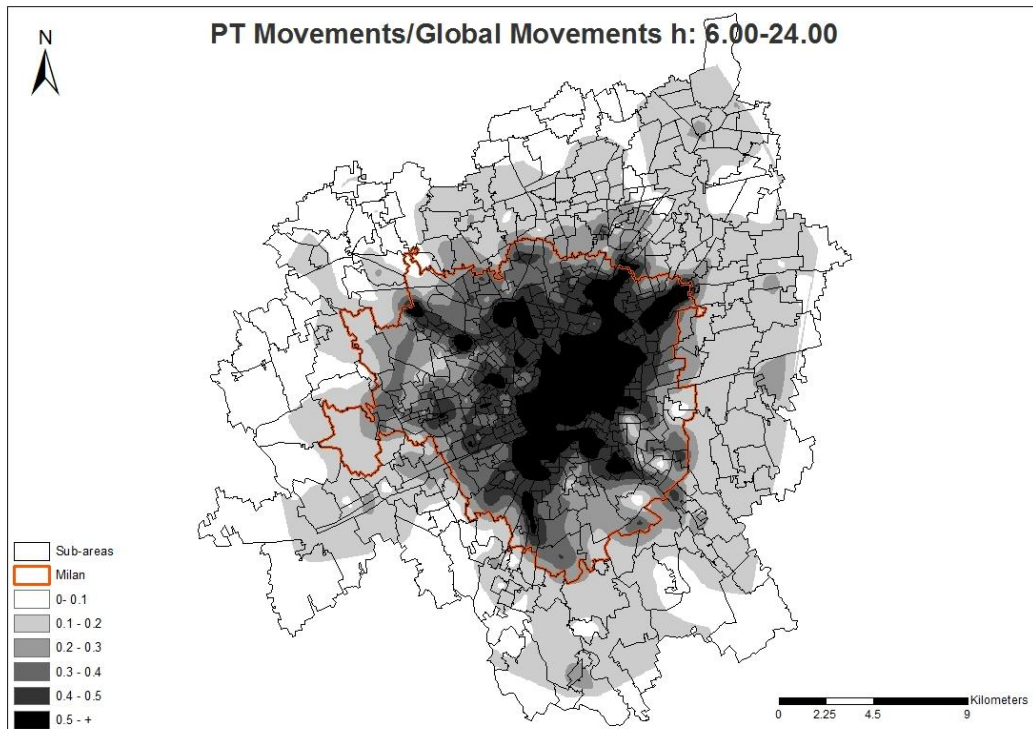 PT Movements/Global Movements h: 6.00-24.00
N
Sub-areas
Milan
0- 0.1
0.1 - 0.2
0.2 - 0.3
0.3 - 0.4
0.4 - 0.5
0.5 - +
Kilometers
0 2.25 4.5 9